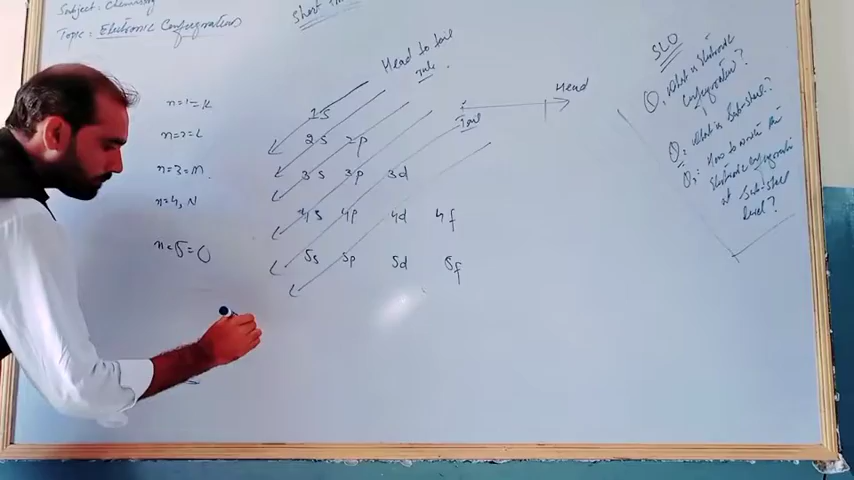 Subject: Chemistry
Topic: Electronic Configuration
Short
Head to tail
rule
Head
Tail
n=1=K
n=2=L
n=3=M
n=4, N
n=5=O
1s
2s 2p
3s 3p 3d
4s 4p 4d 4f
5s 5p 5d 5f
SLO
Q, What is electronic
configuration?
Q: what is Sub-shell?
Q: How to write the
electronic configuration
at Sub-shell
level?